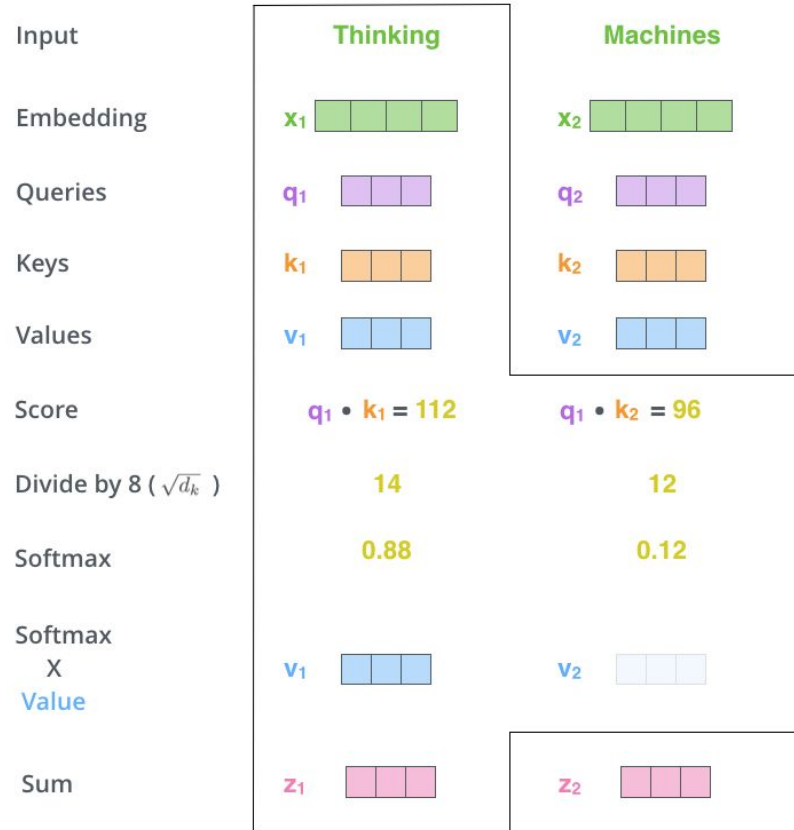 Input Thinking Machines
Embedding x₁ x₂
Queries q₁ q₂
Keys k₁ k₂
Values v₁ v₂
Score q₁ • k₁ = 112 q₁ • k₂ = 96
Divide by 8 ( √dₖ ) 14 12
Softmax 0.88 0.12
Softmax
X
Value v₁ v₂
Sum z₁ z₂